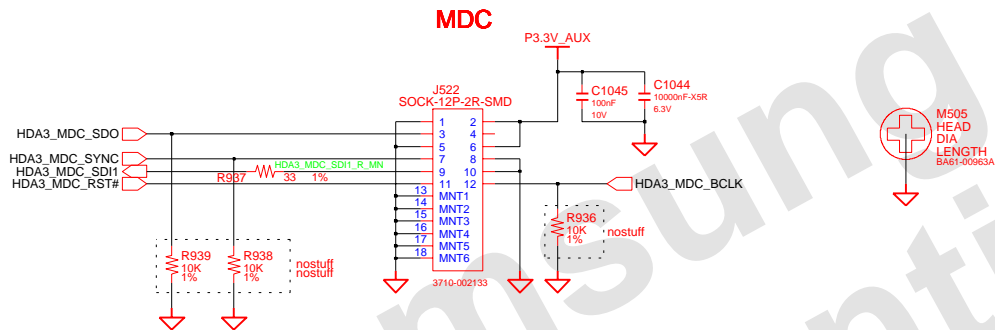 MDC
P3.3V_AUX
J522
SOCK-12P-2R-SMD
C1045
100nF
10V
C1044
10000nF-X5R
6.3V
M505
HEAD
DIA
LENGTH
BA61-00963A
HDA3_MDC_SDO
HDA3_MDC_SYNC
HDA3_MDC_SDI1
HDA3_MDC_RST#
R937
33 1%
HDA3_MDC_SDI1_R_MN
1 2
3 4
5 6
7 8
9 10
11 12
13 MNT1
14 MNT2
15 MNT3
16 MNT4
17 MNT5
18 MNT6
3710-002133
HDA3_MDC_BCLK
R936
10K
1%
nostuff
R939
10K
1%
R938
10K
1%
nostuff
nostuff